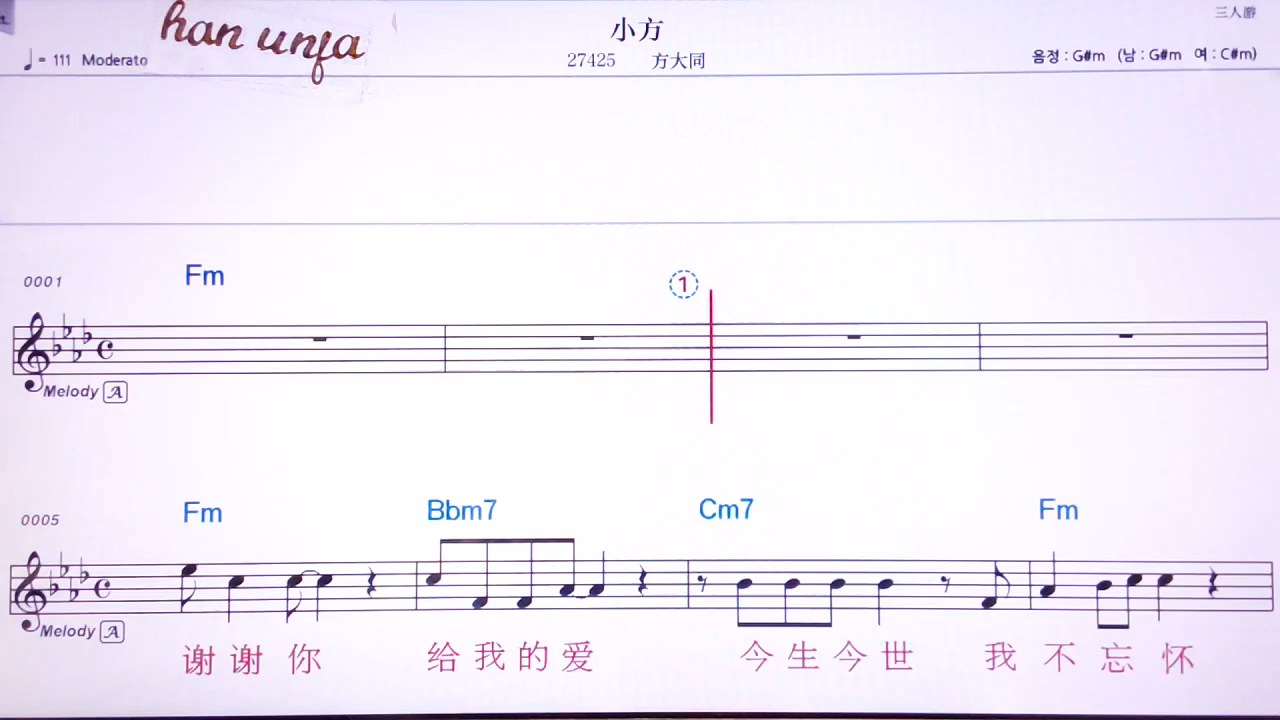 han unja
小方
三人游
♩= 111 Moderato
27425 方大同
음정 : G#m (남 : G#m 여 : C#m)
0001 Fm ①
Melody A
0005 Fm Bbm7 Cm7 Fm
Melody A
谢谢你 给我的爱 今生今世 我不忘怀